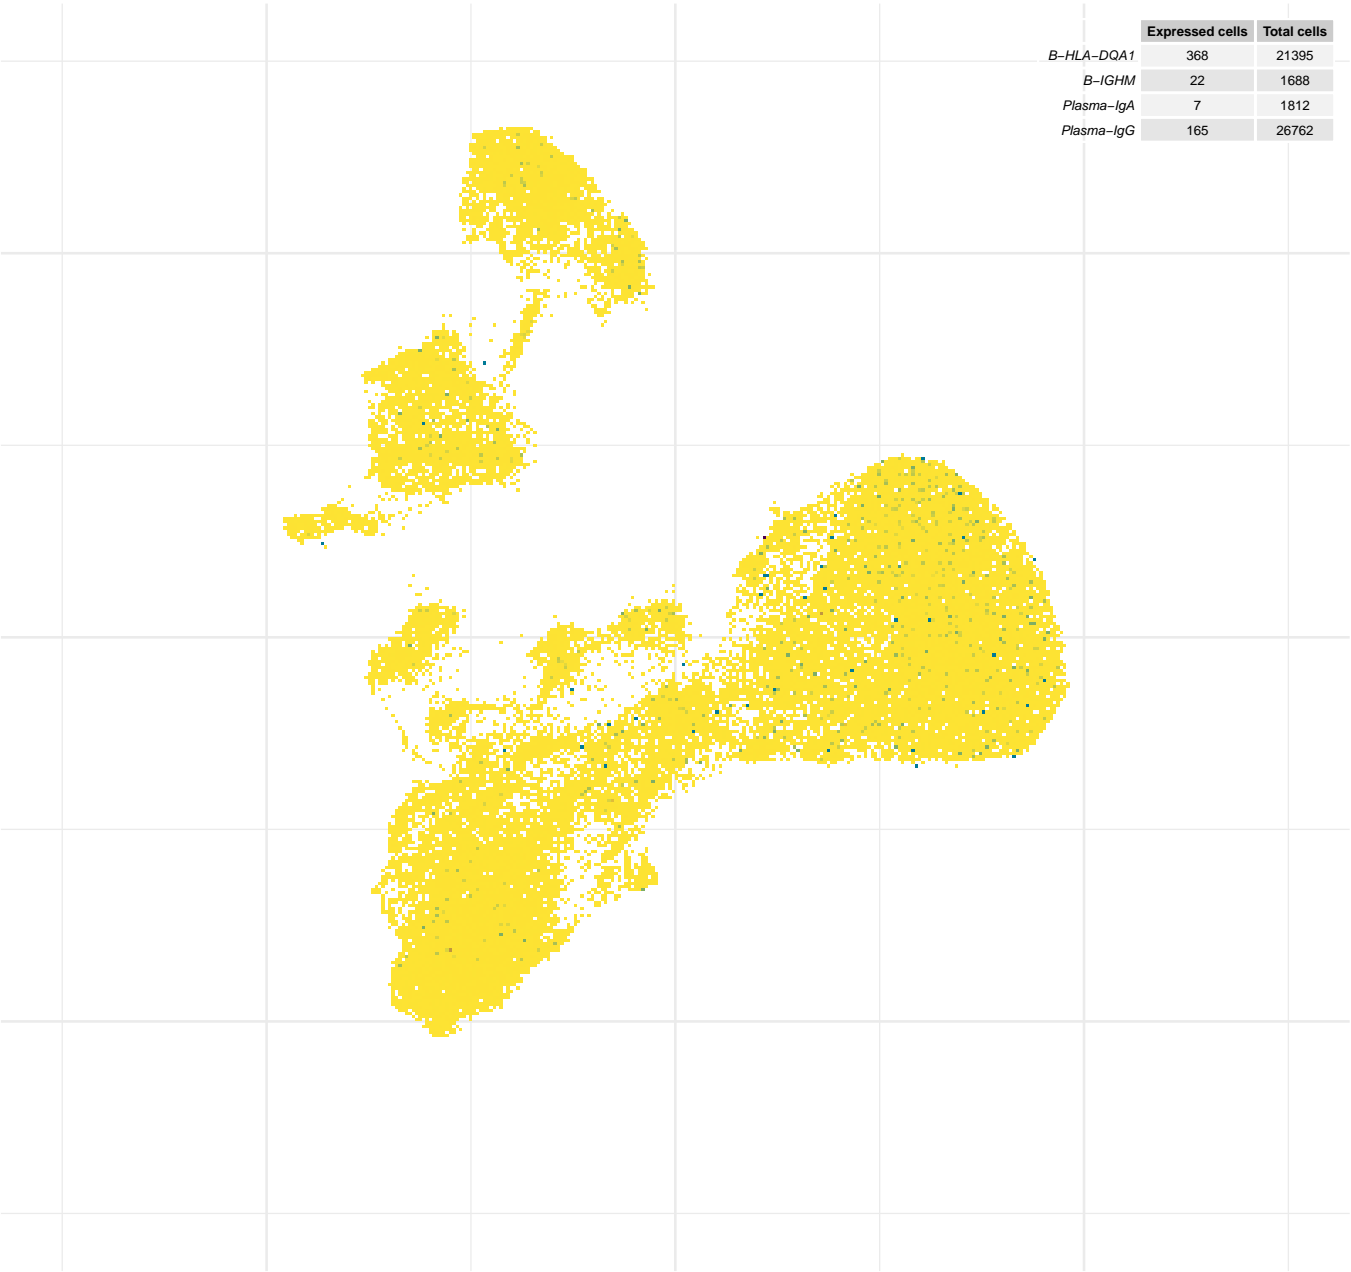 Expressed cells Total cells
B−HLA−DQA1 368 21395
B−IGHM 22 1688
Plasma−IgA 7 1812
Plasma−IgG 165 26762